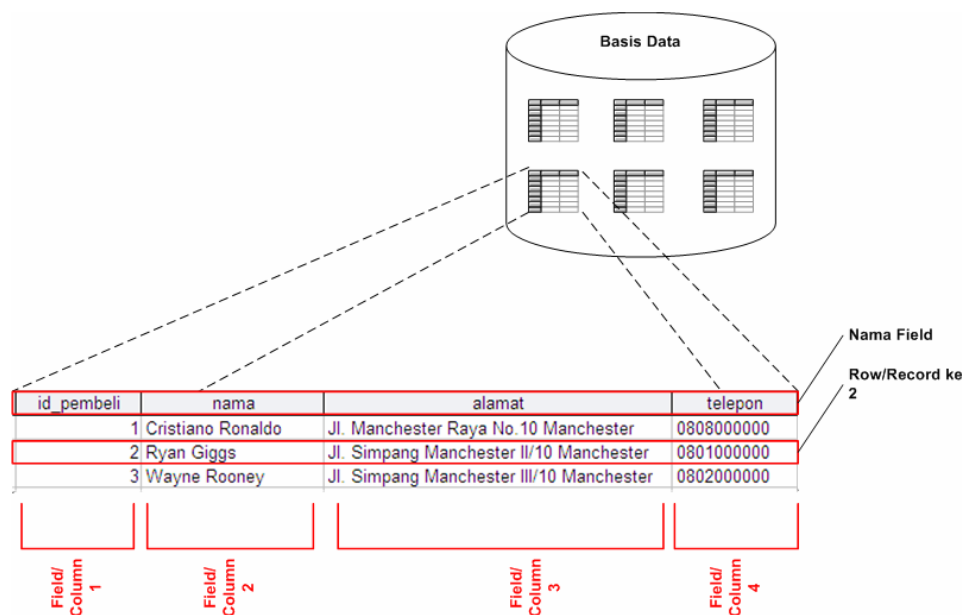 Basis Data
Nama Field
Row/Record ke
2
id_pembeli nama alamat telepon
1 Cristiano Ronaldo Jl. Manchester Raya No.10 Manchester 0808000000
2 Ryan Giggs Jl. Simpang Manchester II/10 Manchester 0801000000
3 Wayne Rooney Jl. Simpang Manchester III/10 Manchester 0802000000
Field/
Column
1
Field/
Column
2
Field/
Column
3
Field/
Column
4